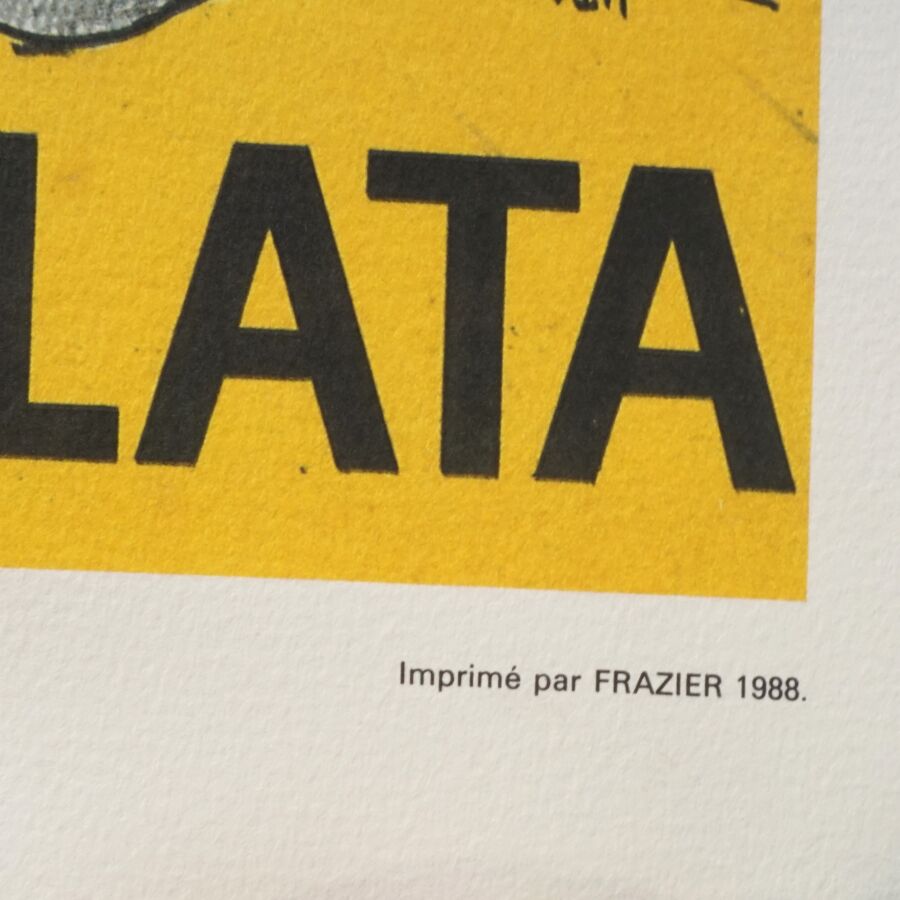 LATA
Imprimé par FRAZIER 1988.